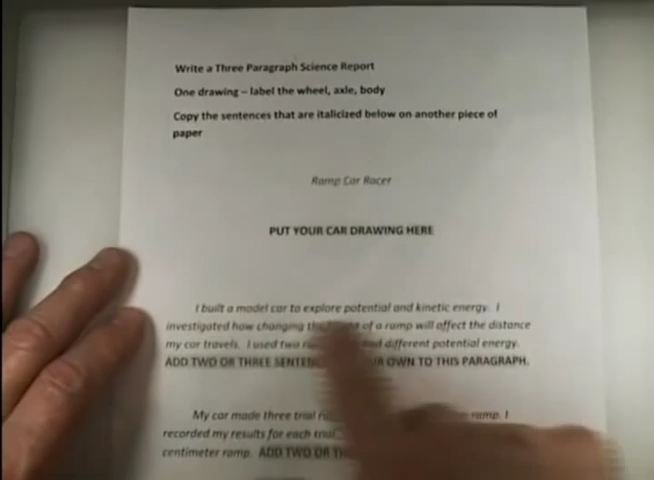 Write a Three Paragraph Science Report
One drawing – label the wheel, axle, body
Copy the sentences that are italicized below on another piece of
paper
Ramp Car Racer
PUT YOUR CAR DRAWING HERE
I built a model car to explore potential and kinetic energy. I
investigated how changing the of a ramp will affect the distance
my car travels. I used two different potential energy.
ADD TWO OR THREE OWN TO THIS PARAGRAPH.
My car made three trial ramp. I
recorded my results for each trial
centimeter ramp. ADD TWO OR